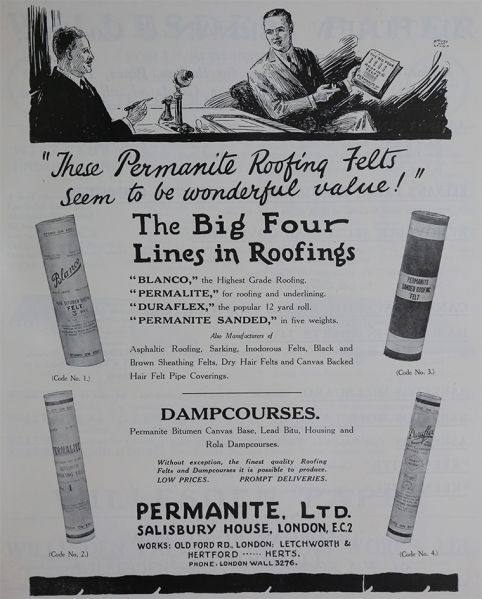 "These Permanite Roofing Felts
seem to be wonderful value!"
The Big Four
Lines in Roofings
"BLANCO," the Highest Grade Roofing.
"PERMALITE," for roofing and underlining.
"DURAFLEX," the popular 12 yard roll.
"PERMANITE SANDED," in five weights.
Also Manufacturers of
Asphaltic Roofing, Sarking, Inodorous Felts, Black and
Brown Sheathing Felts, Dry Hair Felts and Canvas Backed
Hair Felt Pipe Coverings.
Blanco
FELT
3
(Code No. 1.)
PERMANITE
SANDED ROOFING
FELT
(Code No. 3.)
DAMPCOURSES.
Permanite Bitumen Canvas Base, Lead Bitu, Housing and
Rola Dampcourses.
Without exception, the finest quality Roofing
Felts and Dampcourses it is possible to produce.
LOW PRICES. PROMPT DELIVERIES.
PERMALITE
1
(Code No. 2.)
Duraflex
(Code No. 4.)
PERMANITE, LTD.
SALISBURY HOUSE, LONDON, E.C.2
WORKS: OLD FORD RD., LONDON: LETCHWORTH &
HERTFORD ...... HERTS.
PHONE: LONDON WALL 3276.